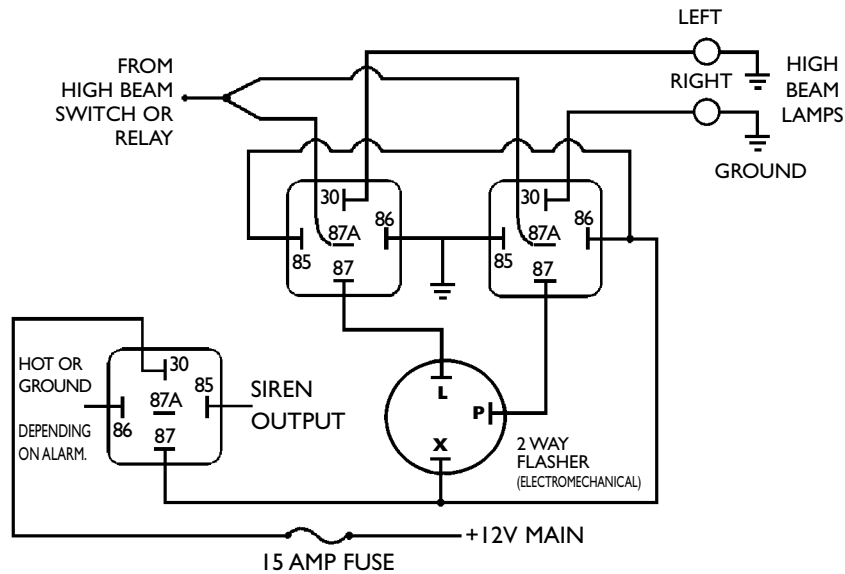 LEFT
FROM
HIGH BEAM
SWITCH OR
RELAY
RIGHT
HIGH
BEAM
LAMPS
GROUND
30
86
87A
85
87
30
86
87A
85
87
HOT OR
GROUND
30
85
87A
86
87
DEPENDING
ON ALARM.
SIREN
OUTPUT
L
P
X
2 WAY
FLASHER
(ELECTROMECHANICAL)
+12V MAIN
15 AMP FUSE